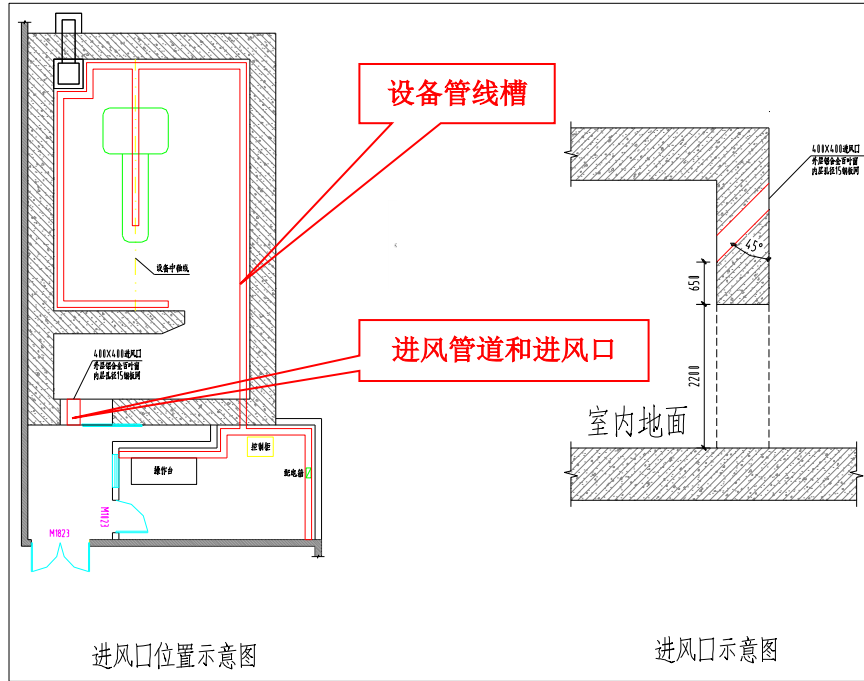 设备管线槽
进风管道和进风口
设备中轴线
400X400进风口
外层铝合金百叶窗
内层孔径15钢板网
控制柜
操作台
配电箱
M1023
M1823
进风口位置示意图
400X400进风口
外层铝合金百叶窗
内层孔径15钢板网
45°
650
2200
室内地面
进风口示意图